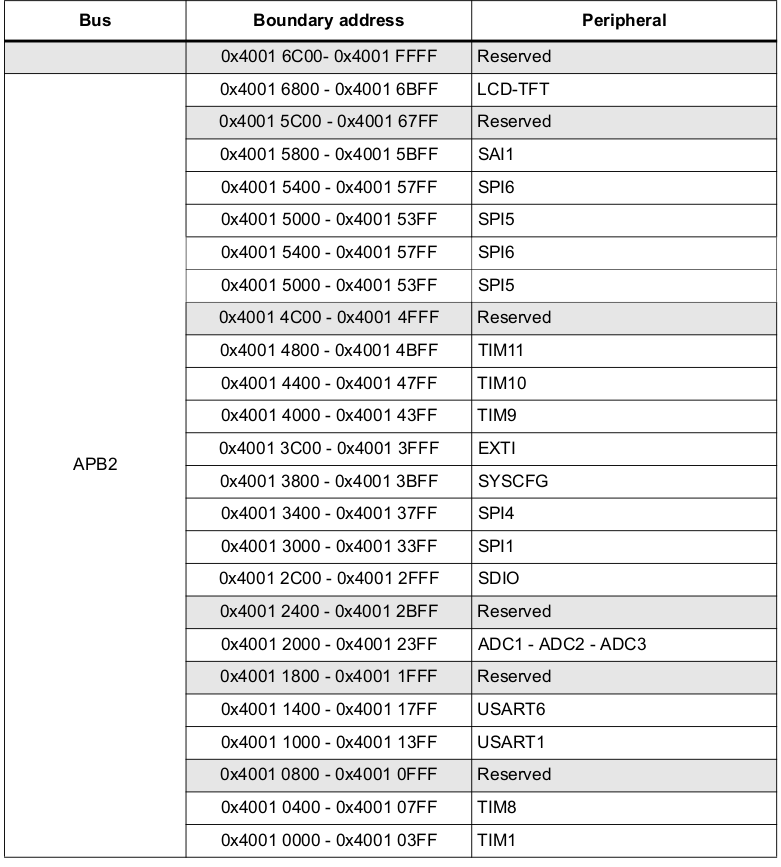 Bus Boundary address Peripheral
0x4001 6C00- 0x4001 FFFF Reserved
0x4001 6800 - 0x4001 6BFF LCD-TFT
0x4001 5C00 - 0x4001 67FF Reserved
0x4001 5800 - 0x4001 5BFF SAI1
0x4001 5400 - 0x4001 57FF SPI6
0x4001 5000 - 0x4001 53FF SPI5
0x4001 5400 - 0x4001 57FF SPI6
0x4001 5000 - 0x4001 53FF SPI5
0x4001 4C00 - 0x4001 4FFF Reserved
0x4001 4800 - 0x4001 4BFF TIM11
0x4001 4400 - 0x4001 47FF TIM10
0x4001 4000 - 0x4001 43FF TIM9
0x4001 3C00 - 0x4001 3FFF EXTI
APB2
0x4001 3800 - 0x4001 3BFF SYSCFG
0x4001 3400 - 0x4001 37FF SPI4
0x4001 3000 - 0x4001 33FF SPI1
0x4001 2C00 - 0x4001 2FFF SDIO
0x4001 2400 - 0x4001 2BFF Reserved
0x4001 2000 - 0x4001 23FF ADC1 - ADC2 - ADC3
0x4001 1800 - 0x4001 1FFF Reserved
0x4001 1400 - 0x4001 17FF USART6
0x4001 1000 - 0x4001 13FF USART1
0x4001 0800 - 0x4001 0FFF Reserved
0x4001 0400 - 0x4001 07FF TIM8
0x4001 0000 - 0x4001 03FF TIM1